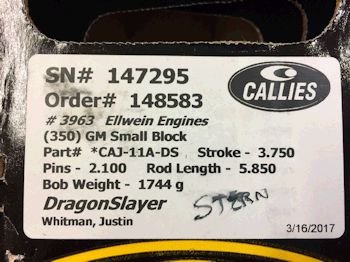 SN# 147295
Order# 148583
CALLIES
# 3963 Ellwein Engines
(350) GM Small Block
Part# *CAJ-11A-DS Stroke - 3.750
Pins - 2.100 Rod Length - 5.850
Bob Weight - 1744 g
DragonSlayer
STERN
Whitman, Justin
3/16/2017